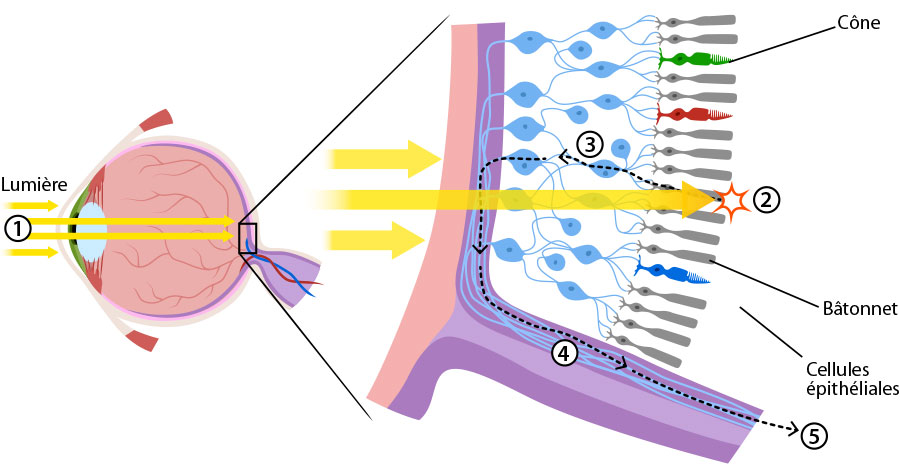 Cône
Lumière
1
3
2
Bâtonnet
4
Cellules
épithéliales
5